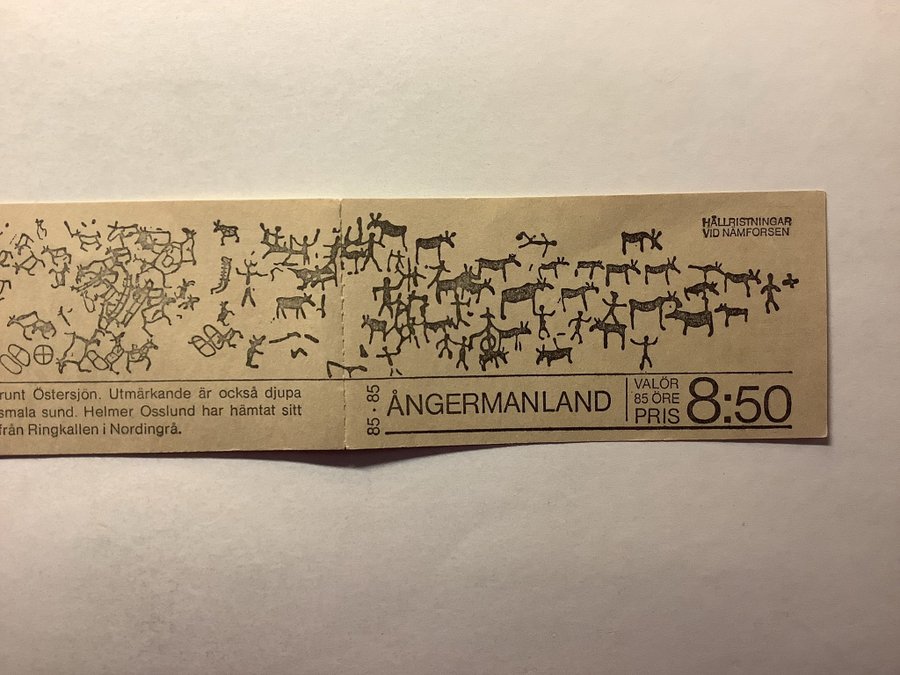 HÄLLRISTNINGAR
VID NÄMFORSEN
runt Östersjön. Utmärkande är också djupa
smala sund. Helmer Osslund har hämtat sitt
från Ringkallen i Nordingrå.
85 · 85
ÅNGERMANLAND
VALÖR
85 ÖRE
PRIS
8:50